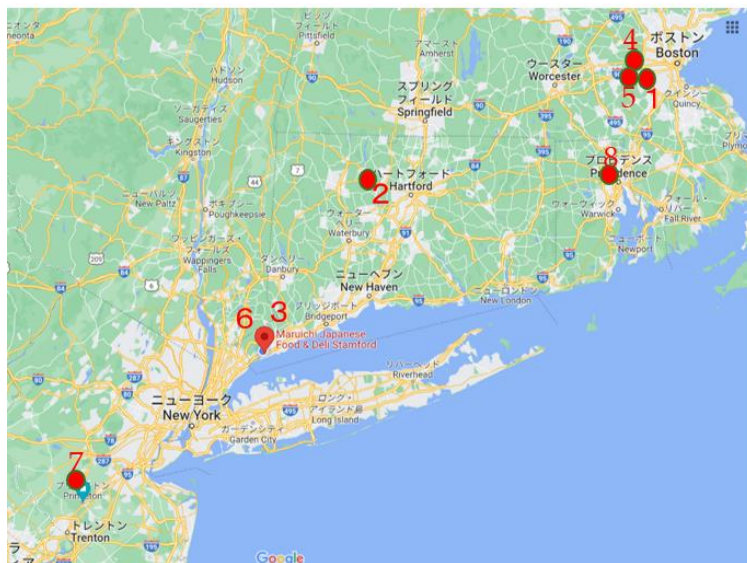 ピッツ
フィールド
Pittsfield
アマースト
Amherst
ボストン
Boston
4
ウースター
Worcester
5
1
クインシー
Quincy
ハドソン
Hudson
スプリング
フィールド
Springfield
ソーガティーズ
Saugerties
キングストン
Kingston
8
プロビデンス
Providence
ハートフォード
Hartford
2
ニューパルツ
New Paltz
ポキプシー
Poughkeepsie
ウォーター
ベリー
Waterbury
ウォーウィック
Warwick
フォール・
リバー
Fall River
ニューポート
Newport
ワッピンガーズ・
フォールズ
Wappingers
Falls
ダンベリー
Danbury
ニューヘブン
New Haven
ニューロンドン
New London
6
3
ブリッジポート
Bridgeport
Maruichi Japanese
Food & Deli Stamford
リバーヘッド
Riverhead
ニューヨーク
New York
ロング・
アイランド島
Long Island
ガーデンシティ
Garden City
7
Princeton
トレントン
Trenton
Google